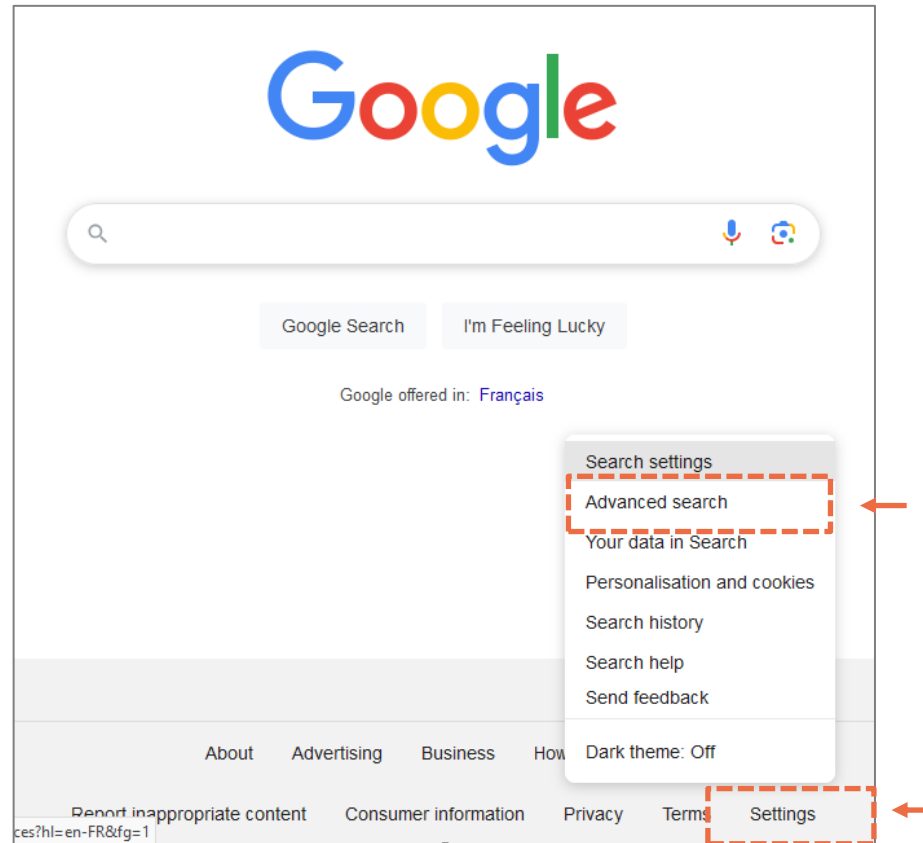 Google
Google Search I'm Feeling Lucky
Google offered in: Français
Search settings
Advanced search
Your data in Search
Personalisation and cookies
Search history
Search help
Send feedback
Dark theme: Off
About Advertising Business How
Report inappropriate content Consumer information Privacy Terms Settings
ces?hl=en-FR&fg=1